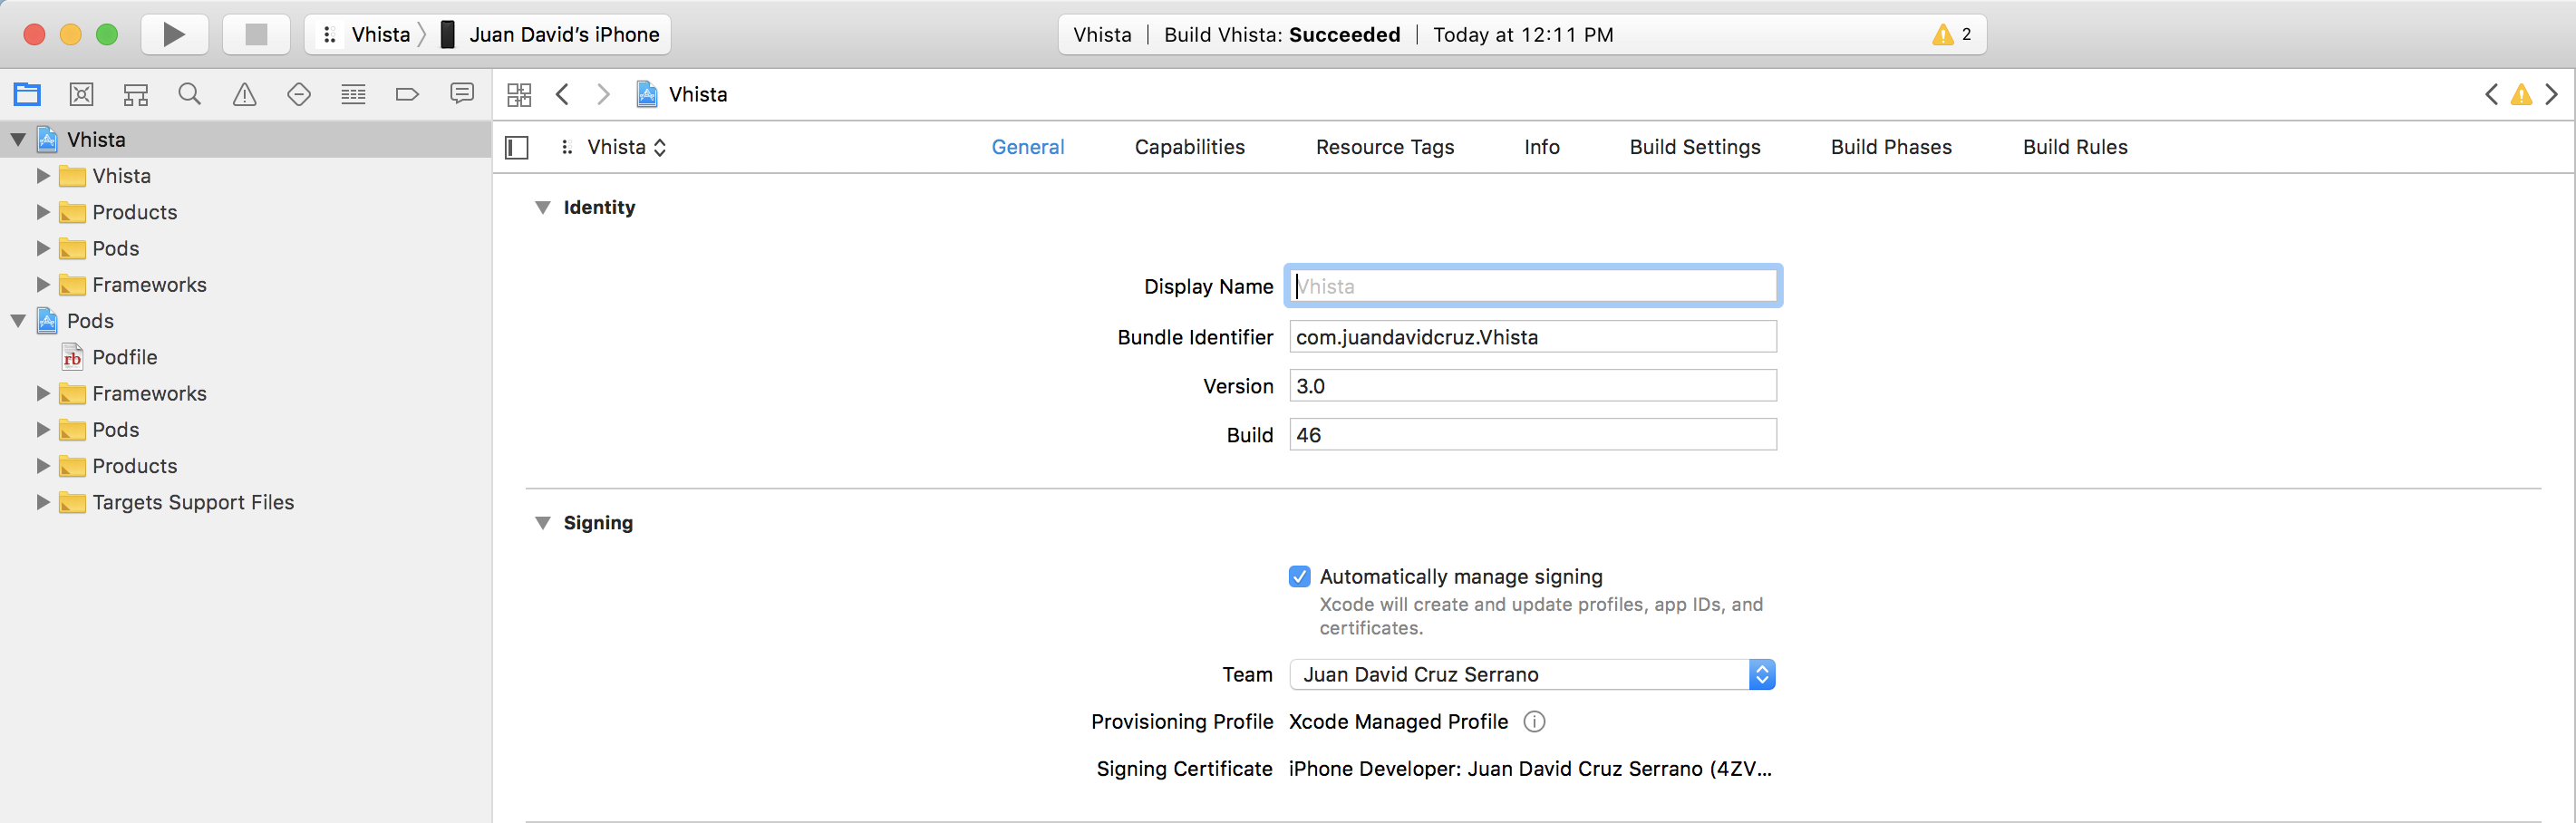 Vhista
Juan David's iPhone
Vhista | Build Vhista: Succeeded | Today at 12:11 PM
2
Vhista
Vhista
Vhista
Products
Pods
Frameworks
Pods
Podfile
Frameworks
Pods
Products
Targets Support Files
Vhista
General
Capabilities
Resource Tags
Info
Build Settings
Build Phases
Build Rules
Identity
Display Name Vhista
Bundle Identifier com.juandavidcruz.Vhista
Version 3.0
Build 46
Signing
Automatically manage signing
Xcode will create and update profiles, app IDs, and
certificates.
Team Juan David Cruz Serrano
Provisioning Profile Xcode Managed Profile
Signing Certificate iPhone Developer: Juan David Cruz Serrano (4ZV...